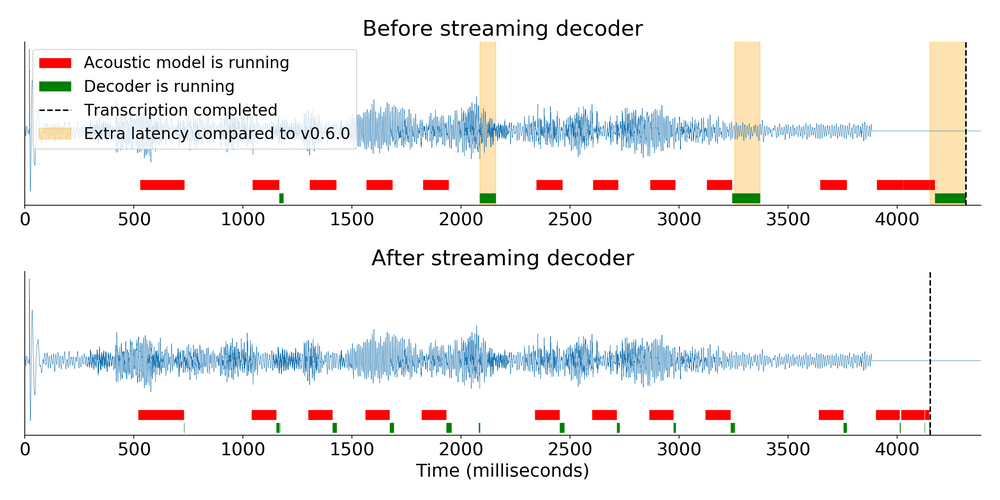 Before streaming decoder
Acoustic model is running
Decoder is running
Transcription completed
Extra latency compared to v0.6.0
0 500 1000 1500 2000 2500 3000 3500 4000
After streaming decoder
0 500 1000 1500 2000 2500 3000 3500 4000
Time (milliseconds)